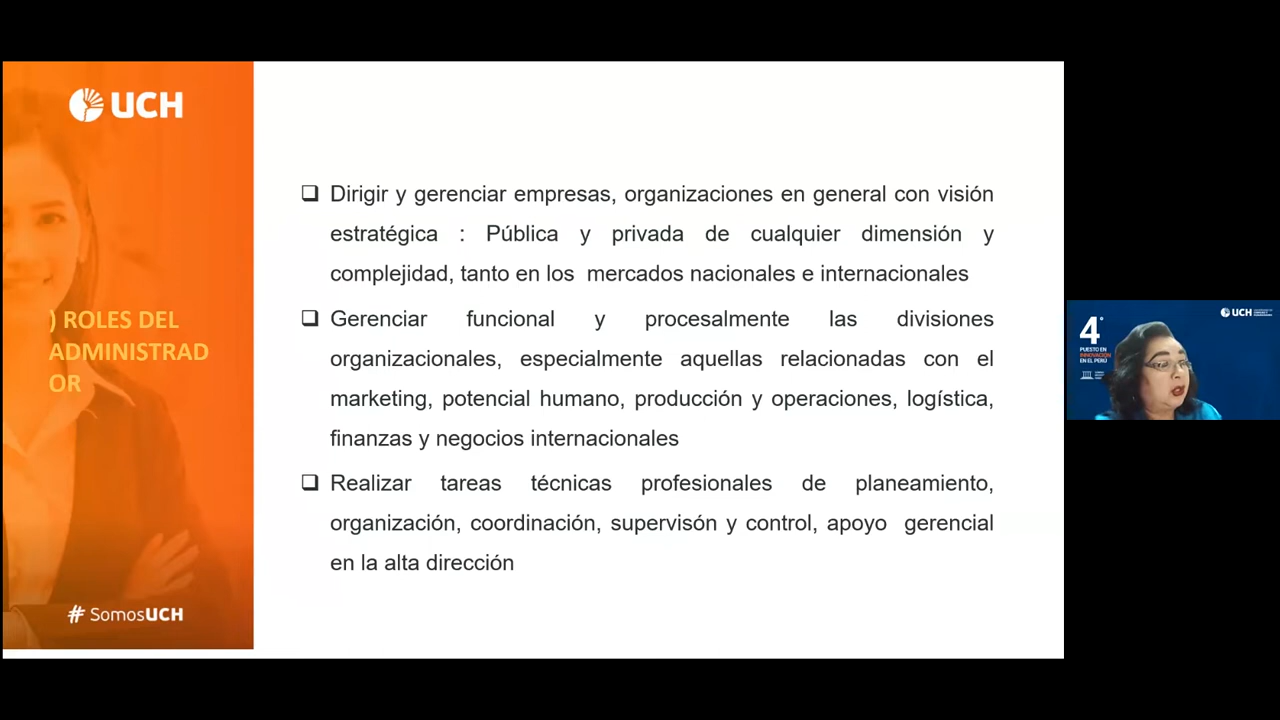 UCH
) ROLES DEL
ADMINISTRAD
OR
# SomosUCH
❑ Dirigir y gerenciar empresas, organizaciones en general con visión
estratégica : Pública y privada de cualquier dimensión y
complejidad, tanto en los mercados nacionales e internacionales
❑ Gerenciar funcional y procesalmente las divisiones
organizacionales, especialmente aquellas relacionadas con el
marketing, potencial humano, producción y operaciones, logística,
finanzas y negocios internacionales
❑ Realizar tareas técnicas profesionales de planeamiento,
organización, coordinación, supervisón y control, apoyo gerencial
en la alta dirección
4°
PUESTO EN
INNOVACIÓN
EN EL PERÚ
UCH